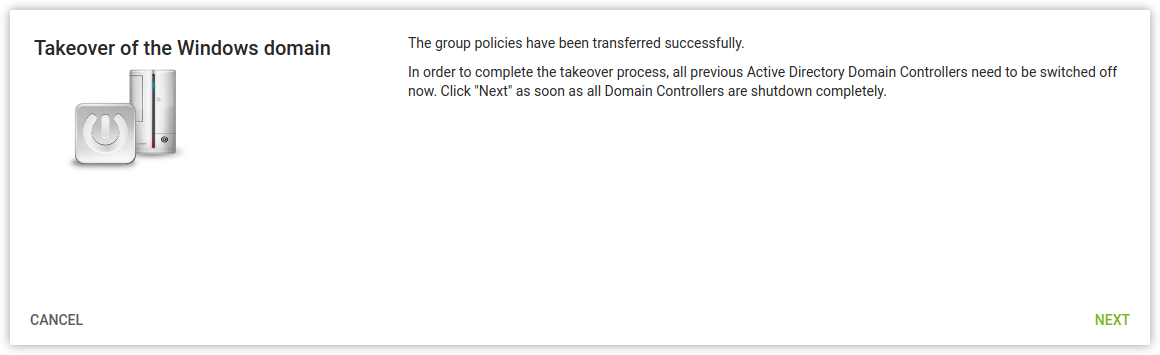 Takeover of the Windows domain
The group policies have been transferred successfully.
In order to complete the takeover process, all previous Active Directory Domain Controllers need to be switched off
now. Click "Next" as soon as all Domain Controllers are shutdown completely.
CANCEL
NEXT